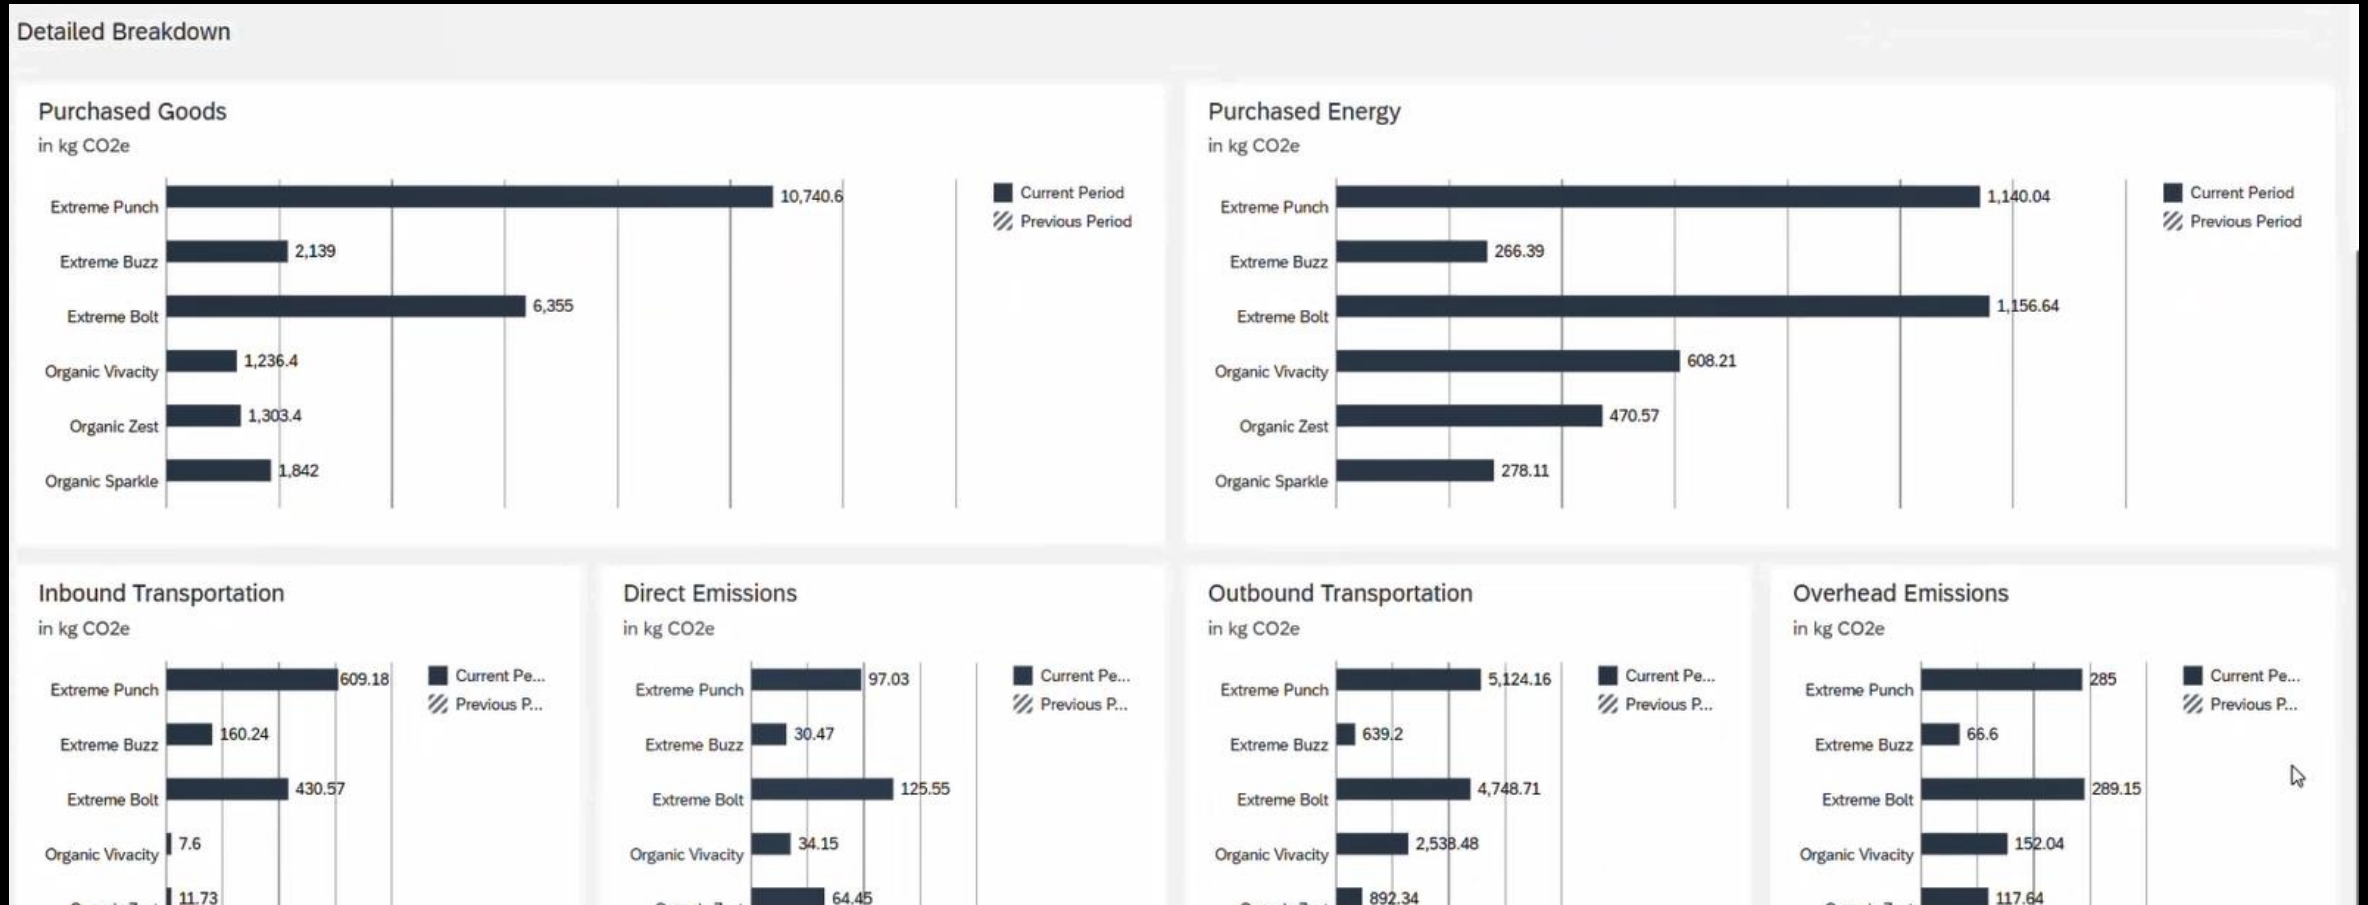 Detailed Breakdown
Purchased Goods
in kg CO2e
Extreme Punch
10,740.6
Extreme Buzz
2,139
Extreme Bolt
6,355
Organic Vivacity
1,236.4
Organic Zest
1,303.4
Organic Sparkle
1,842
Current Period
Previous Period
Purchased Energy
in kg CO2e
Extreme Punch
1,140.04
Extreme Buzz
266.39
Extreme Bolt
1,156.64
Organic Vivacity
608.21
Organic Zest
470.57
Organic Sparkle
278.11
Current Period
Previous Period
Inbound Transportation
in kg CO2e
Extreme Punch
609.18
Extreme Buzz
160.24
Extreme Bolt
430.57
Organic Vivacity
7.6
11.73
Current Pe...
Previous P...
Direct Emissions
in kg CO2e
Extreme Punch
97.03
Extreme Buzz
30.47
Extreme Bolt
125.55
Organic Vivacity
34.15
64.45
Current Pe...
Previous P...
Outbound Transportation
in kg CO2e
Extreme Punch
5,124.16
Extreme Buzz
639.2
Extreme Bolt
4,748.71
Organic Vivacity
2,538.48
892.34
Current Pe...
Previous P...
Overhead Emissions
in kg CO2e
Extreme Punch
285
Extreme Buzz
66.6
Extreme Bolt
289.15
Organic Vivacity
152.04
117.64
Current Pe...
Previous P...